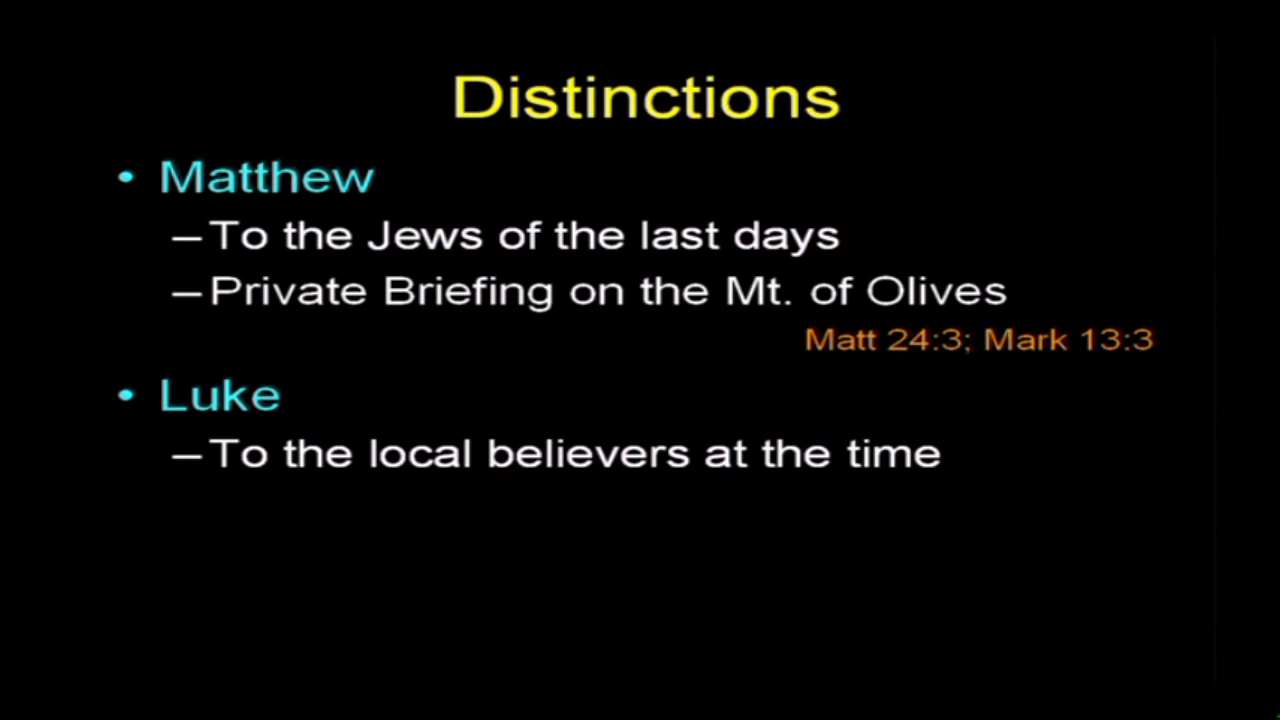 Distinctions
• Matthew
– To the Jews of the last days
– Private Briefing on the Mt. of Olives
Matt 24:3; Mark 13:3
• Luke
– To the local believers at the time